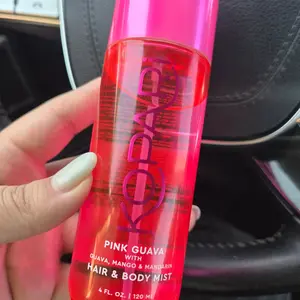 KOPARI
PINK GUAVA
WITH
GUAVA, MANGO & MANDARIN
HAIR & BODY MIST
4 FL. OZ. | 120 ML